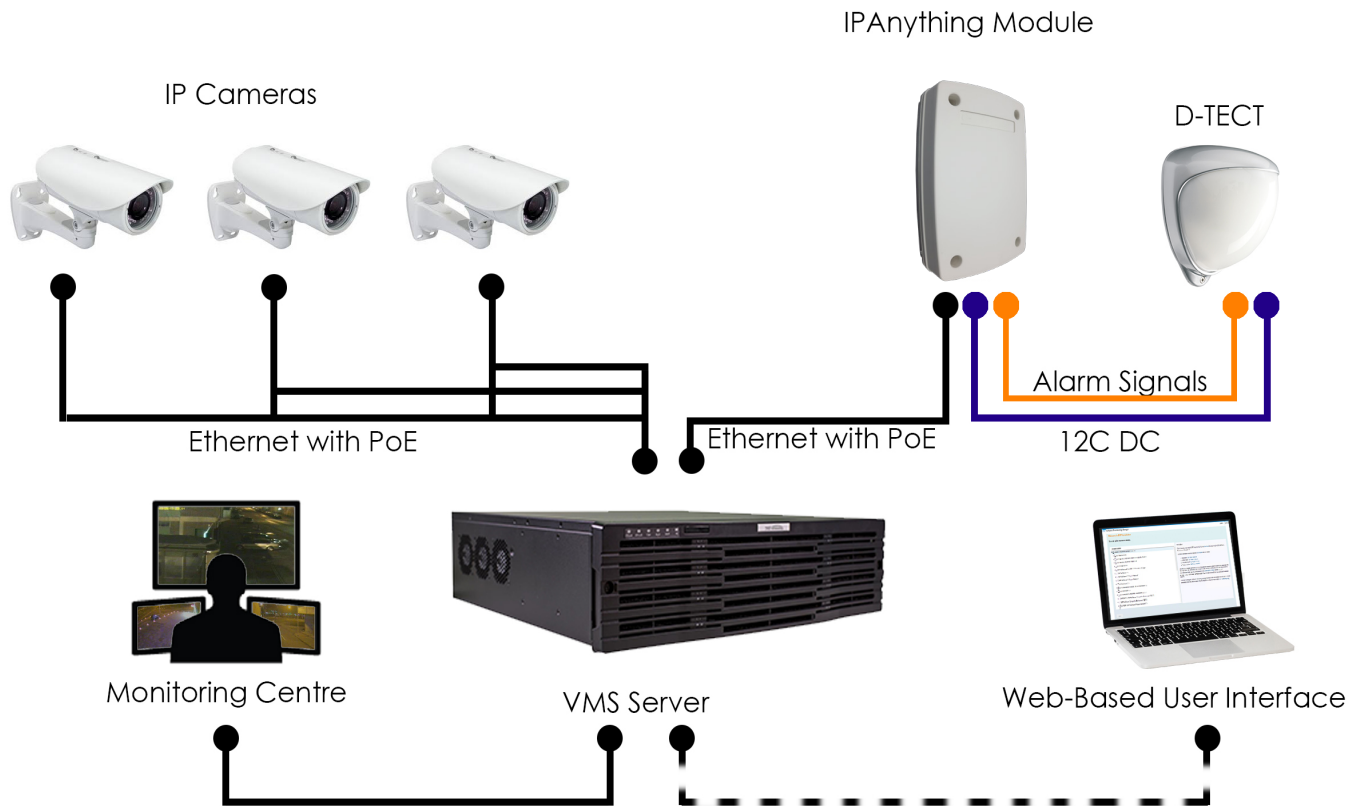 IPAnything Module
IP Cameras
D-TECT
Alarm Signals
Ethernet with PoE
Ethernet with PoE
12C DC
Monitoring Centre
VMS Server
Web-Based User Interface